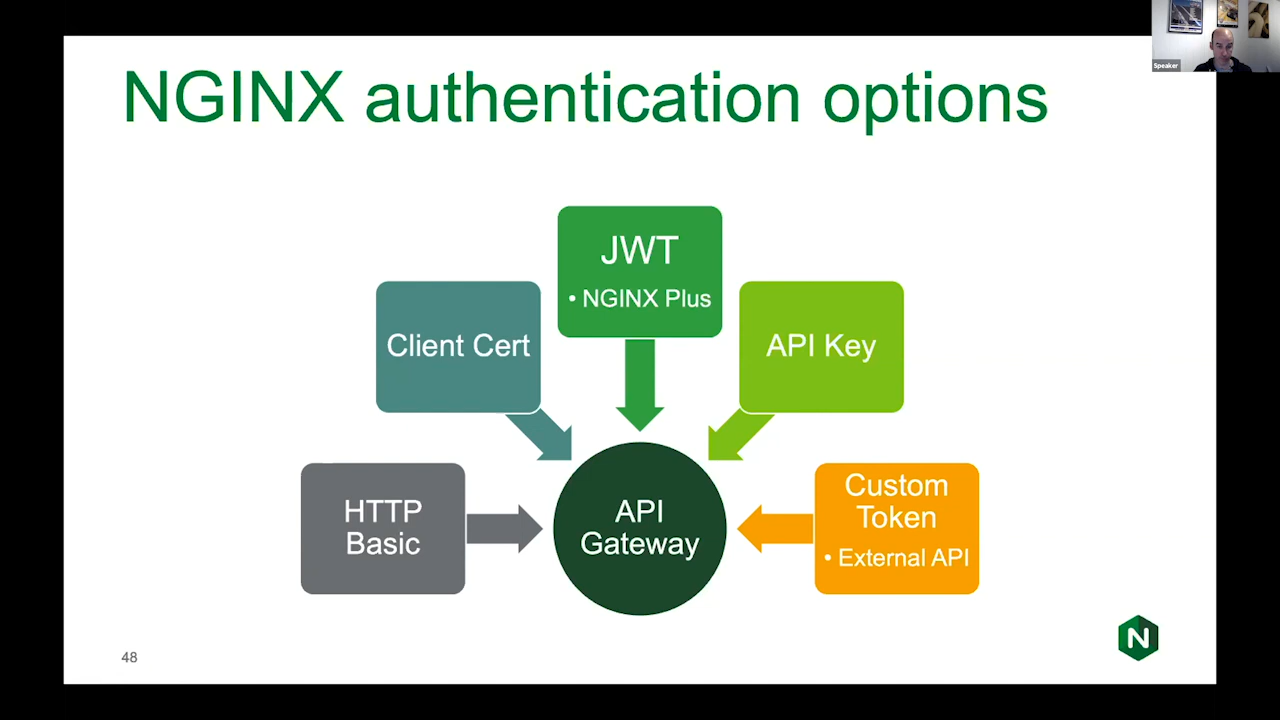 Speaker
NGINX authentication options
JWT
• NGINX Plus
Client Cert
API Key
HTTP
Basic
API
Gateway
Custom
Token
• External API
48
N